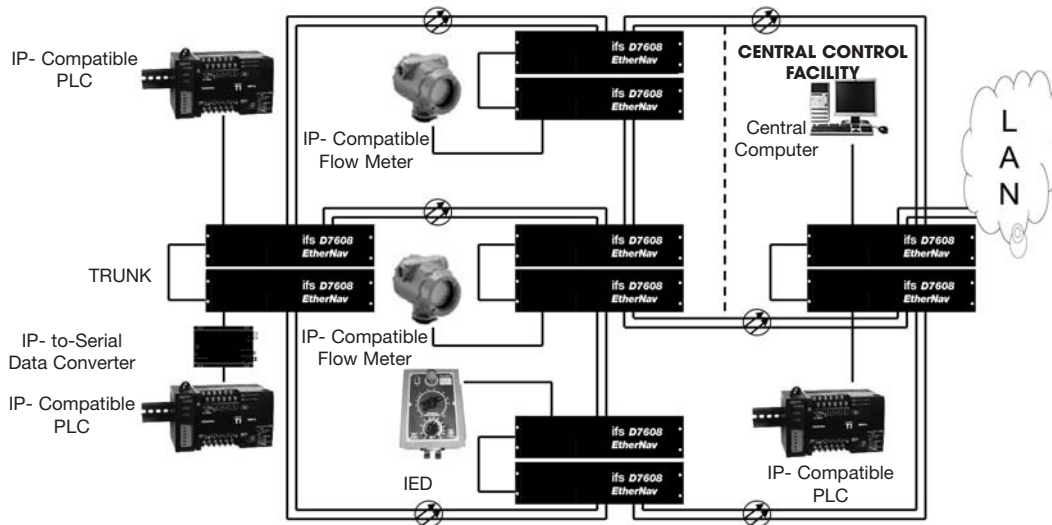 IP- Compatible
PLC
ifs D7608
EtherNav
ifs D7608
EtherNav
IP- Compatible
Flow Meter
CENTRAL CONTROL
FACILITY
Central
Computer
L
A
N
ifs D7608
EtherNav
ifs D7608
EtherNav
TRUNK
ifs D7608
EtherNav
ifs D7608
EtherNav
IP- Compatible
Flow Meter
ifs D7608
EtherNav
ifs D7608
EtherNav
IP- to-Serial
Data Converter
IP- Compatible
PLC
IED
ifs D7608
EtherNav
ifs D7608
EtherNav
IP- Compatible
PLC